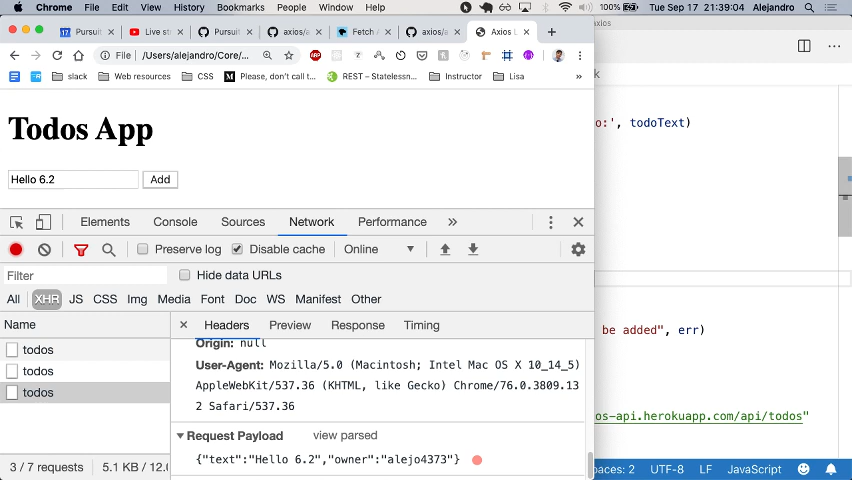 Chrome File Edit View History Bookmarks People Window Help 100% Tue Sep 17 21:39:04 Alejandro
Pursuit Live st Pursuit axios/a Fetch A axios/a Axios L
File /Users/alejandro/Core/... ABP
slack Web resources CSS Please, don't call t... REST – Statelessn... Instructor Lisa »
Todos App
Hello 6.2 Add
Elements Console Sources Network Performance »
Preserve log Disable cache Online
Filter Hide data URLs
All XHR JS CSS Img Media Font Doc WS Manifest Other
Name Headers Preview Response Timing
todos
todos
todos
Origin: null
User-Agent: Mozilla/5.0 (Macintosh; Intel Mac OS X 10_14_5)
AppleWebKit/537.36 (KHTML, like Gecko) Chrome/76.0.3809.13
2 Safari/537.36
Request Payload view parsed
{"text":"Hello 6.2","owner":"alejo4373"}
3 / 7 requests 5.1 KB / 12.0
axios
k
o:', todoText)
be added", err)
os-api.herokuapp.com/api/todos"
paces: 2 UTF-8 LF JavaScript